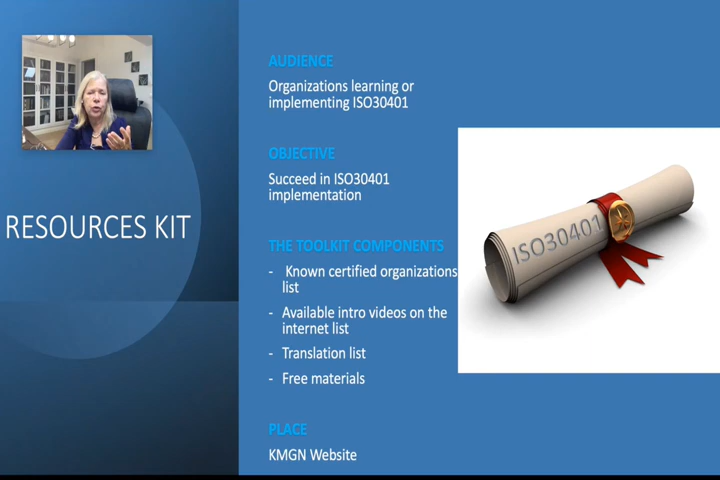 RESOURCES KIT
AUDIENCE
Organizations learning or
implementing ISO30401
OBJECTIVE
Succeed in ISO30401
implementation
THE TOOLKIT COMPONENTS
- Known certified organizations
list
- Available intro videos on the
internet list
- Translation list
- Free materials
PLACE
KMGN Website
ISO30401